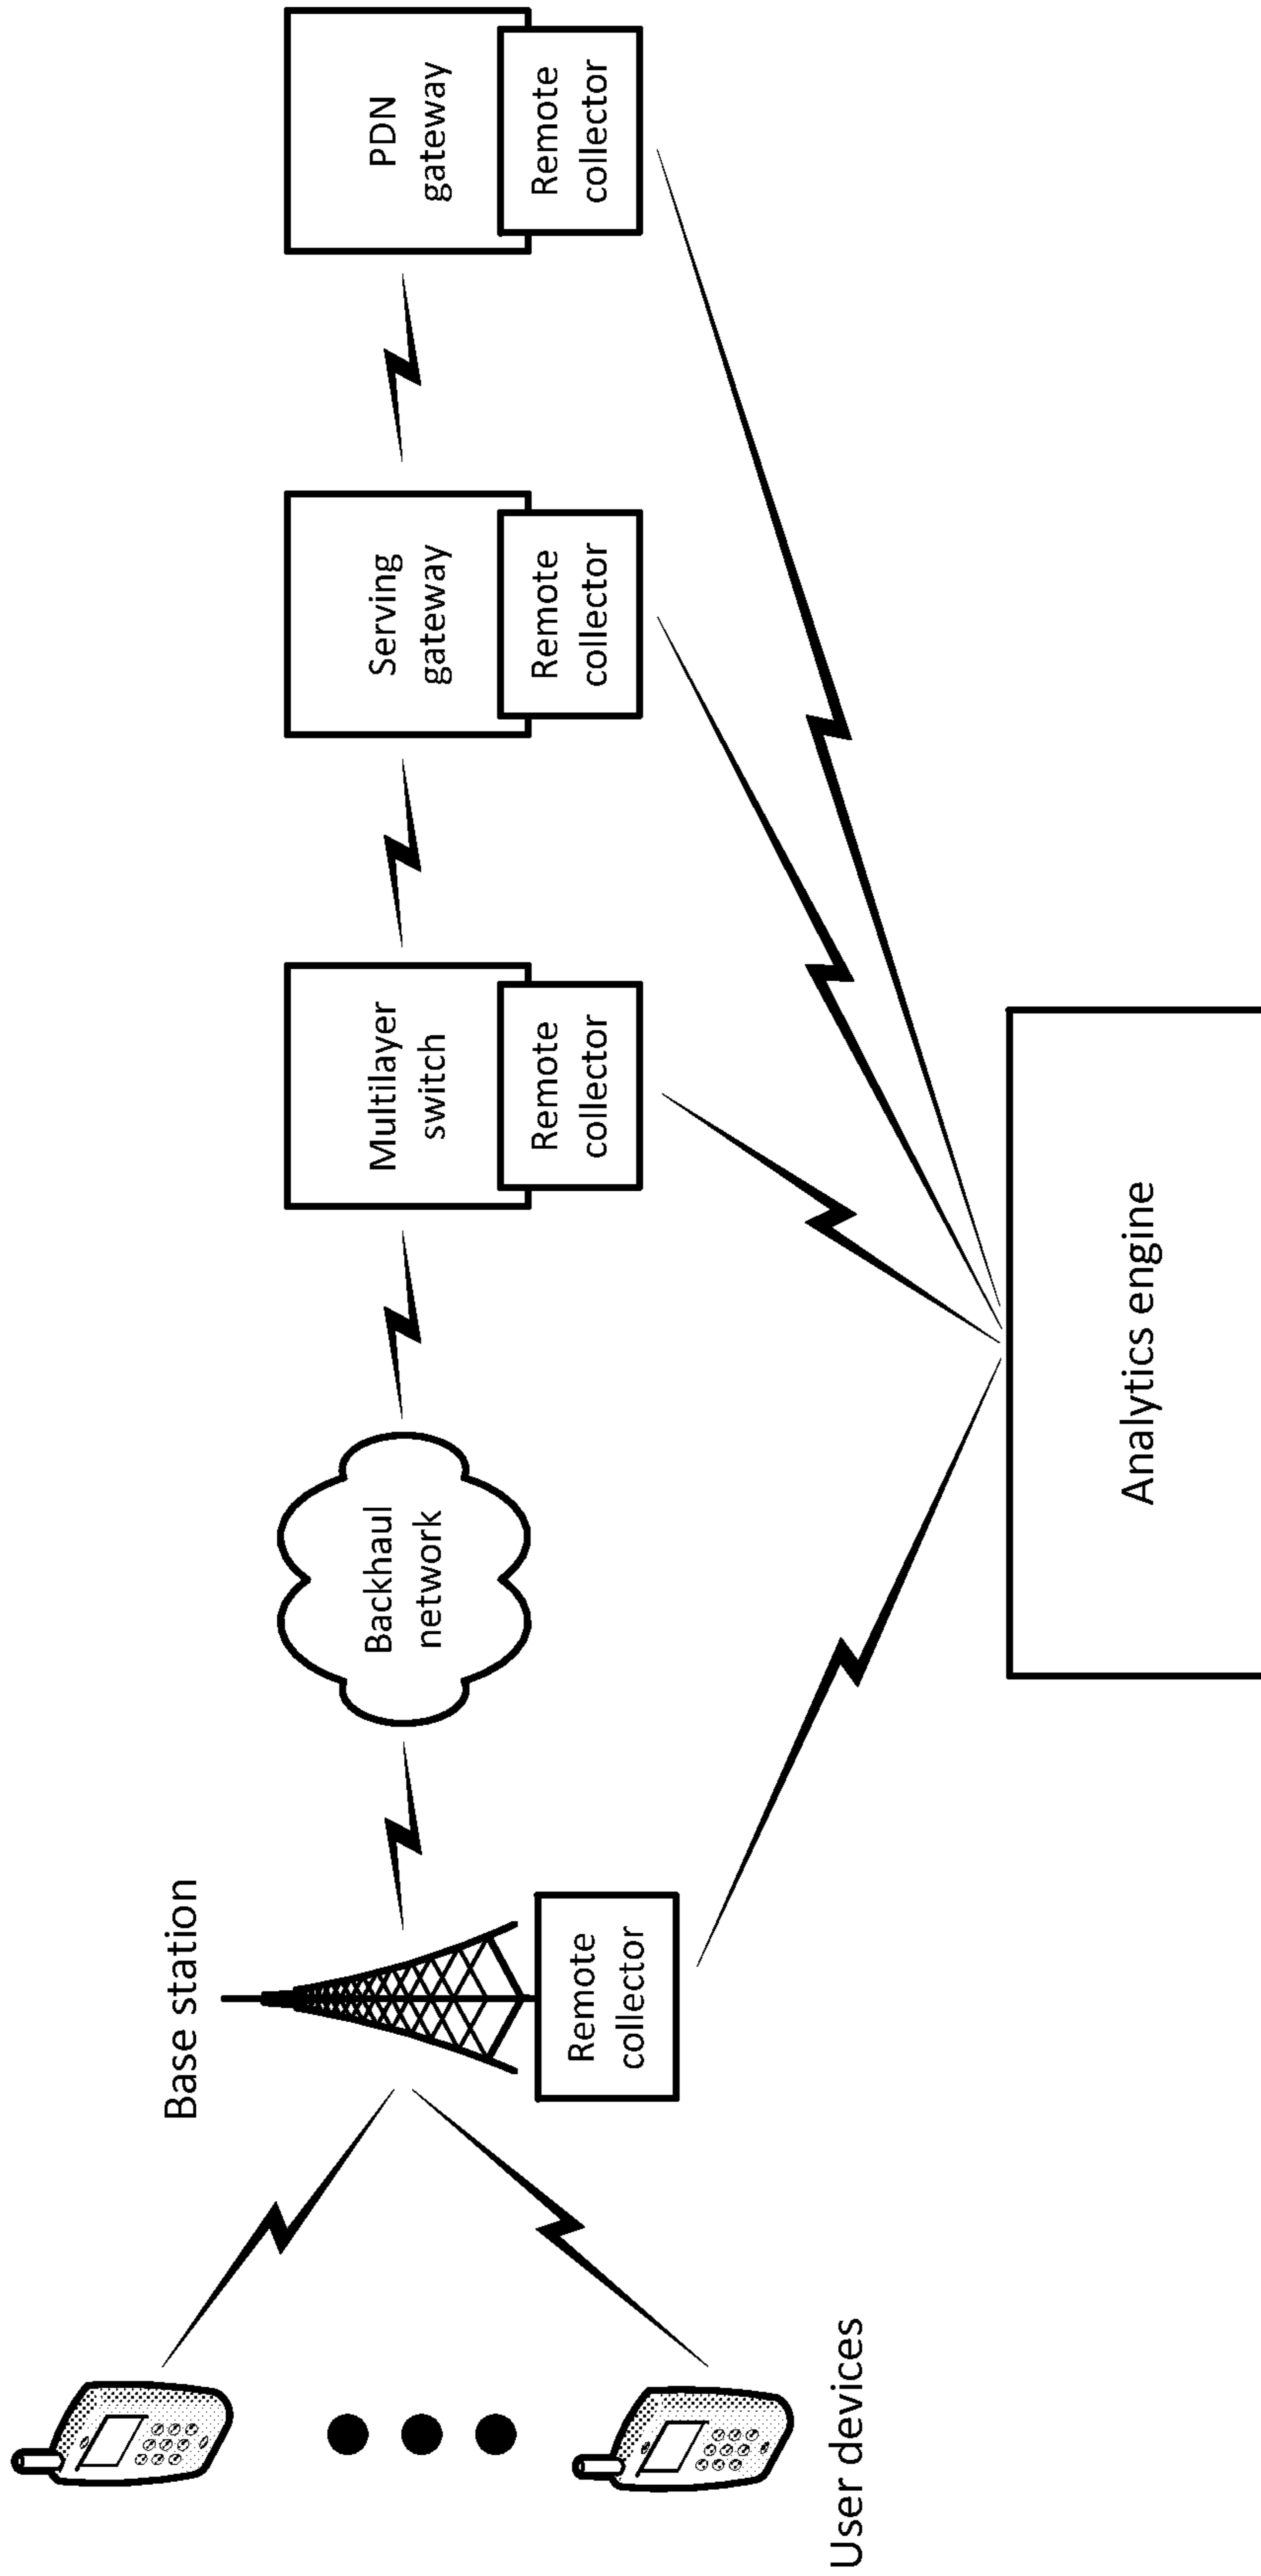 Base station
Backhaul
network
Multilayer
switch
Serving
gateway
PDN
gateway
Remote
collector
Remote
collector
Remote
collector
Remote
collector
User devices
Analytics engine